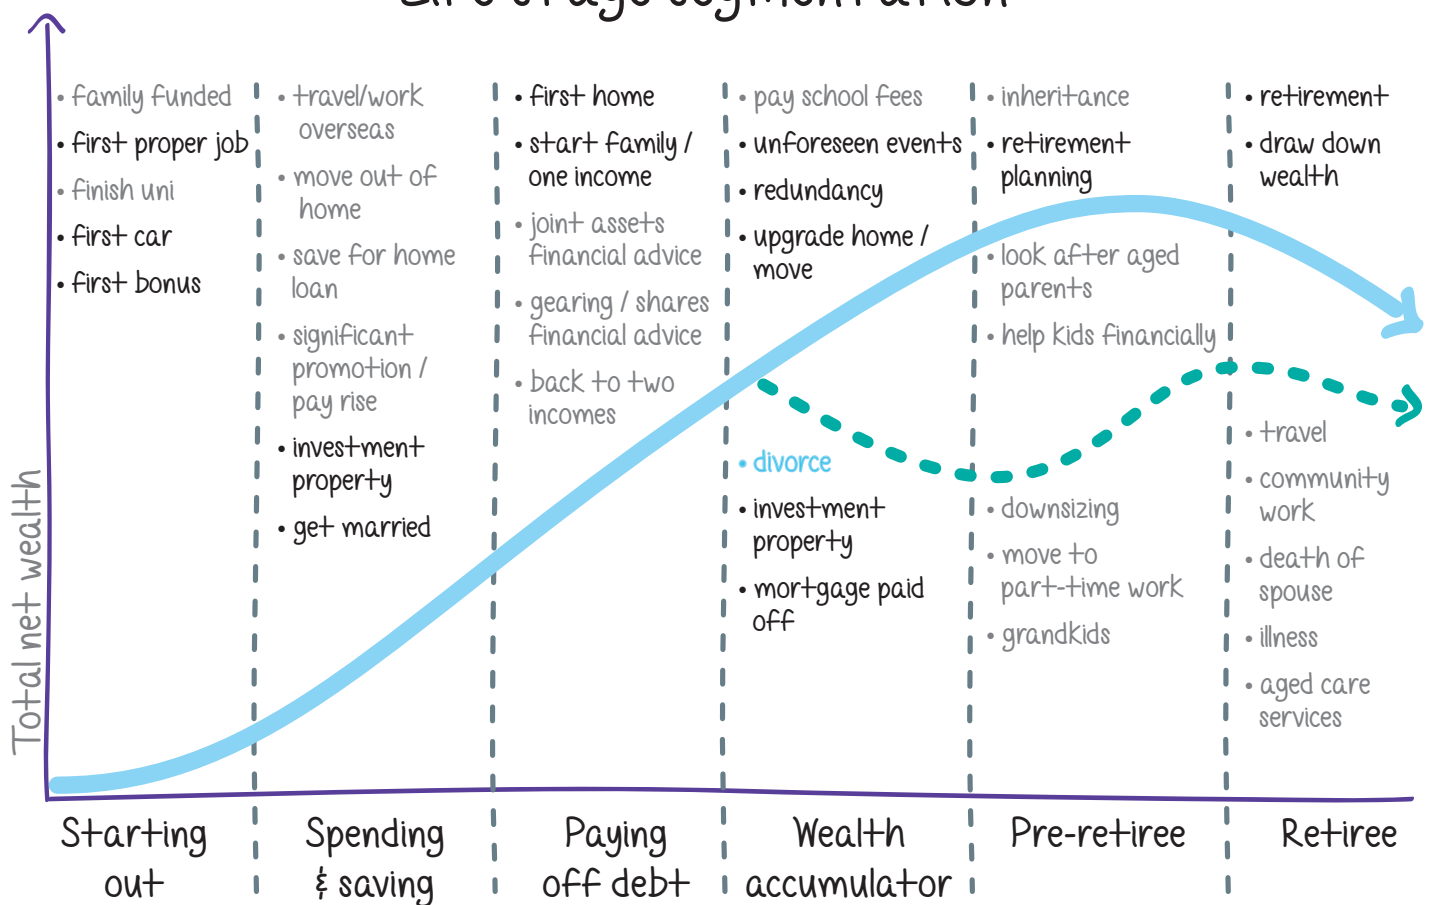 Life stage segmentation
• family funded
• first proper job
• finish uni
• first car
• first bonus
• travel/work
overseas
• move out of
home
• save for home
loan
• significant
promotion /
pay rise
• investment
property
• get married
• first home
• start family /
one income
• joint assets
financial advice
• gearing / shares
financial advice
• back to two
incomes
• pay school fees
• unforeseen events
• redundancy
• upgrade home /
move
• divorce
• investment
property
• mortgage paid
off
• inheritance
• retirement
planning
• look after aged
parents
• help kids financially
• downsizing
• move to
part-time work
• grandkids
• retirement
• draw down
wealth
• travel
• community
work
• death of
spouse
• illness
• aged care
services
Total net wealth
Starting
out
Spending
& saving
Paying
off debt
Wealth
accumulator
Pre-retiree
Retiree